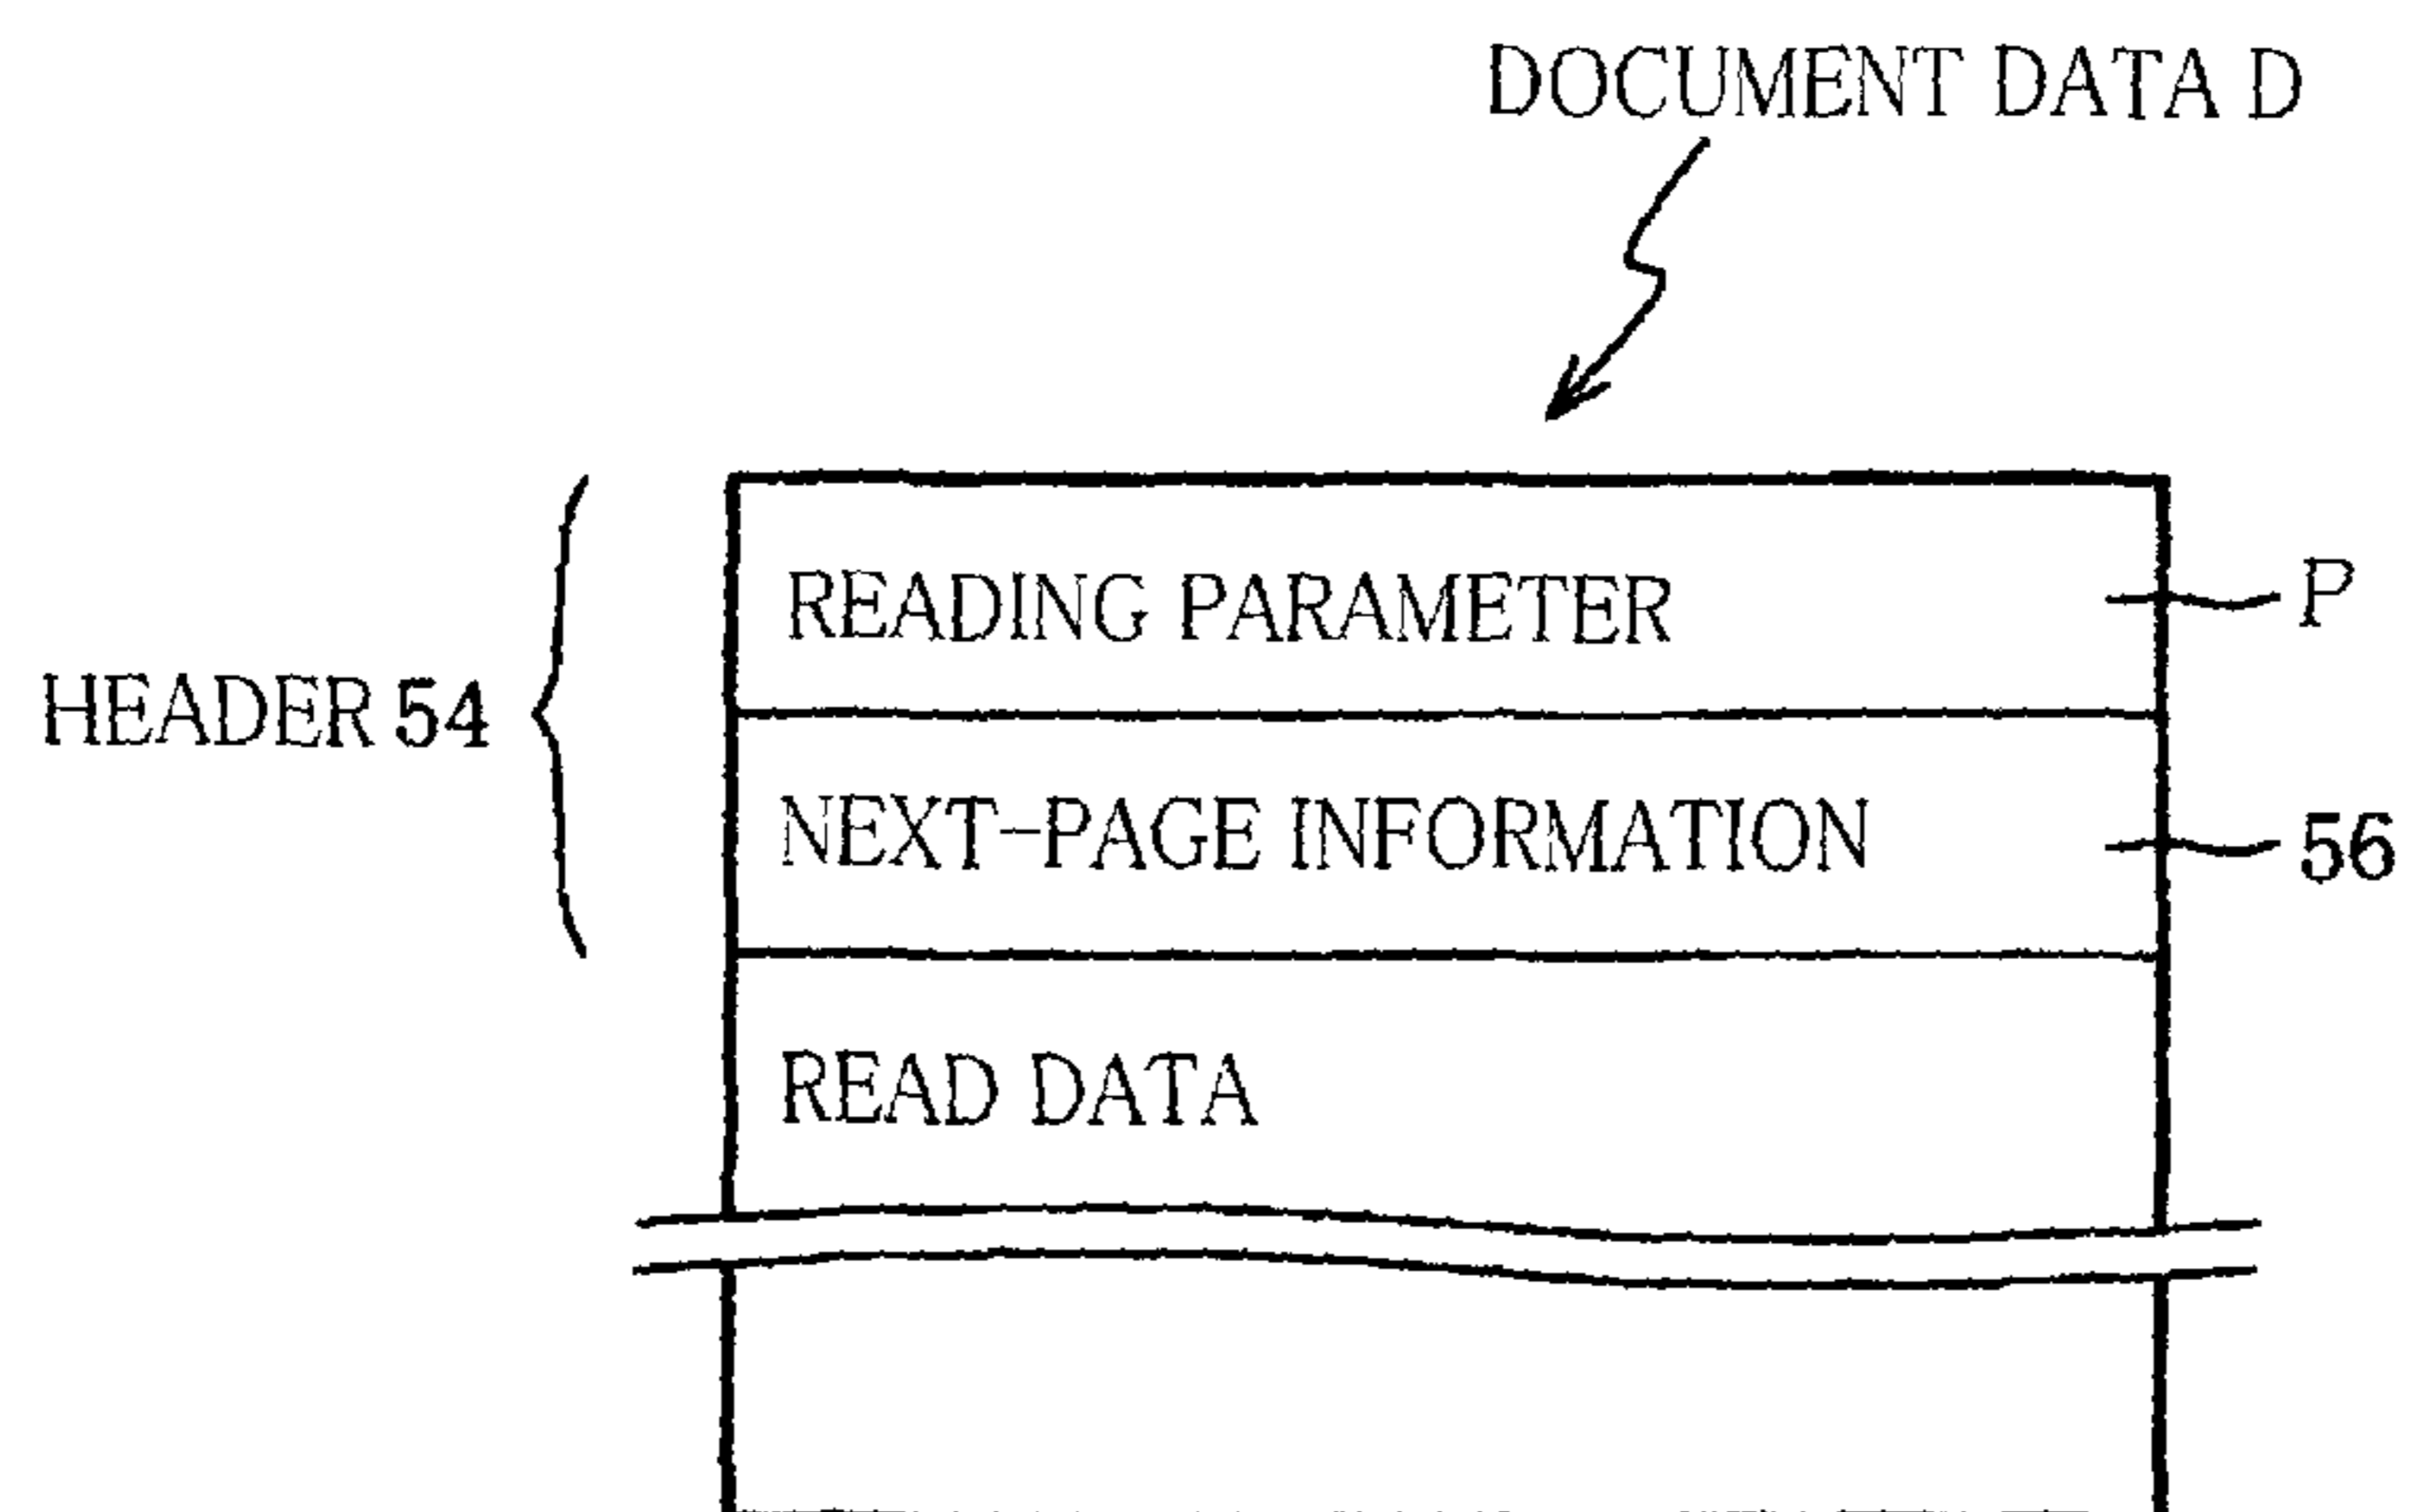 DOCUMENT DATA D
READING PARAMETER
P
HEADER 54
NEXT-PAGE INFORMATION
56
READ DATA